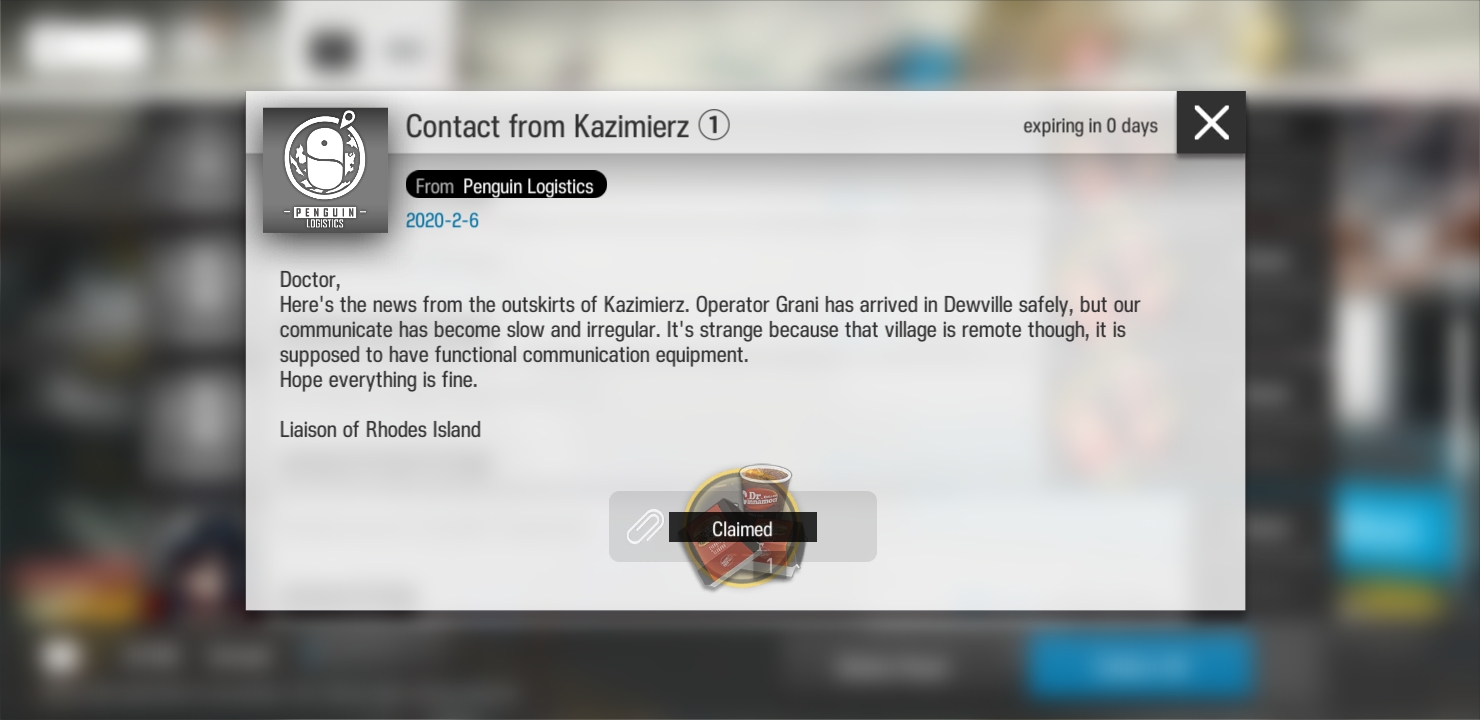 Contact from Kazimierz ①
expiring in 0 days
PENGUIN
LOGISTICS
From Penguin Logistics
2020-2-6
Doctor,
Here's the news from the outskirts of Kazimierz. Operator Grani has arrived in Dewville safely, but our
communicate has become slow and irregular. It's strange because that village is remote though, it is
supposed to have functional communication equipment.
Hope everything is fine.
Liaison of Rhodes Island
Dr.
Claimed
1